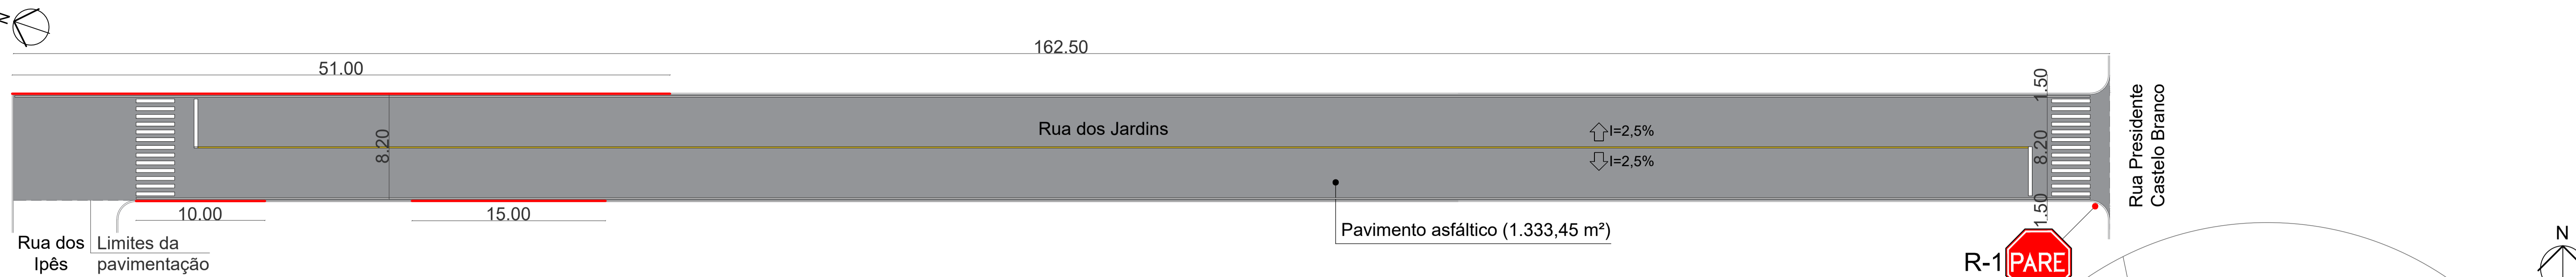 N
162.50
51.00
1.50
8.20
Rua dos Jardins
I=2,5%
I=2,5%
8.20
Rua Presidente
Castelo Branco
10.00
15.00
1.50
Pavimento asfáltico (1.333,45 m²)
Rua dos
Ipês
Limites da
pavimentação
R-1
PARE
N